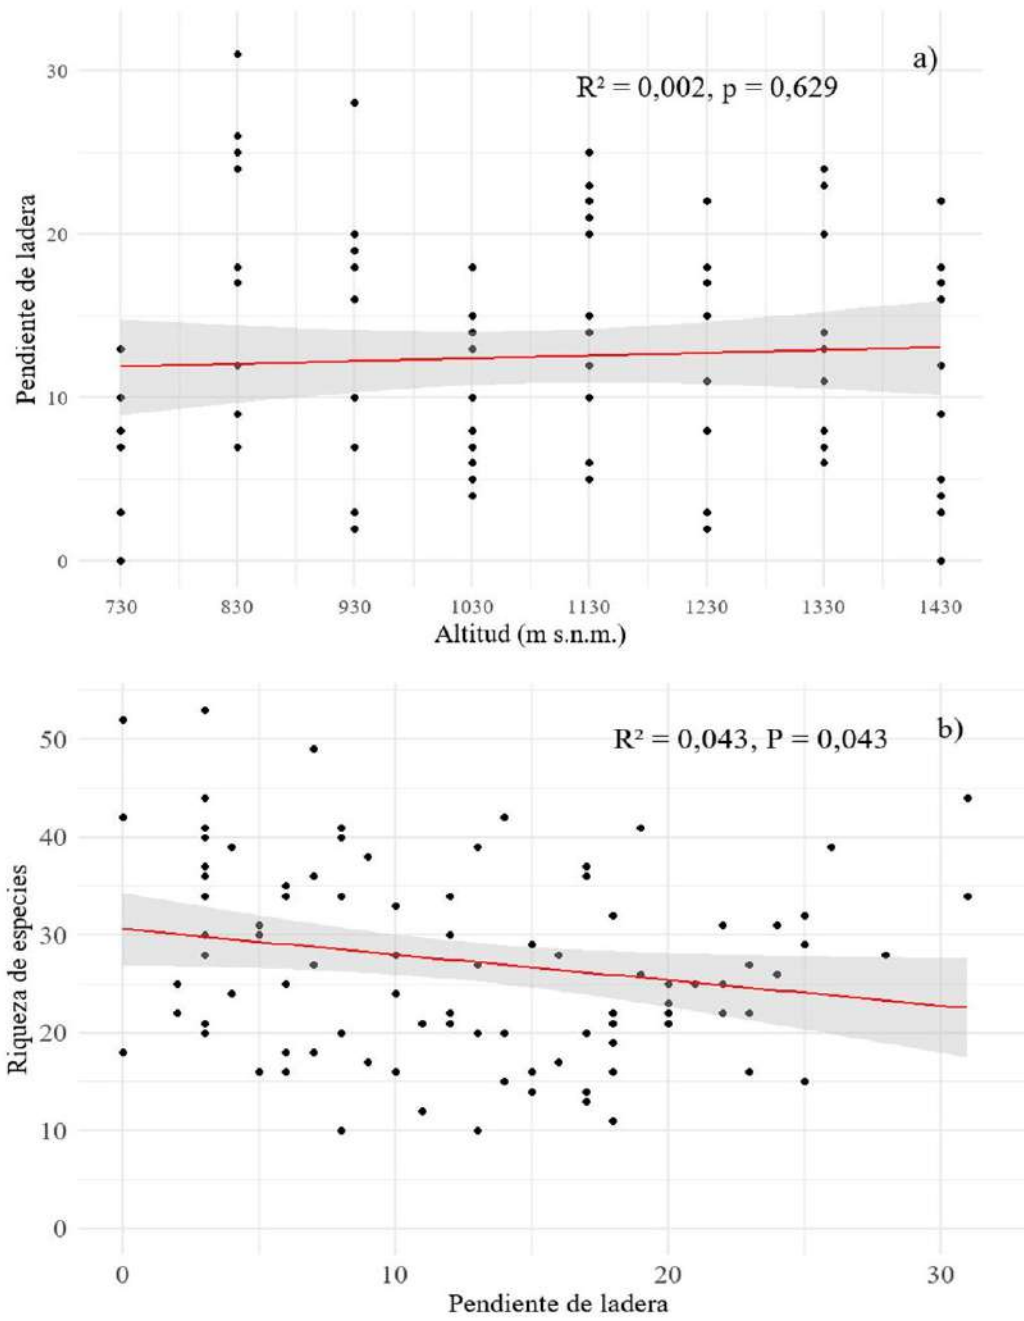 a)
R² = 0,002, p = 0,629
Pendiente de ladera
30
20
10
0
730 830 930 1030 1130 1230 1330 1430
Altitud (m s.n.m.)
b)
R² = 0,043, P = 0,043
Riqueza de especies
50
40
30
20
10
0
0 10 20 30
Pendiente de ladera